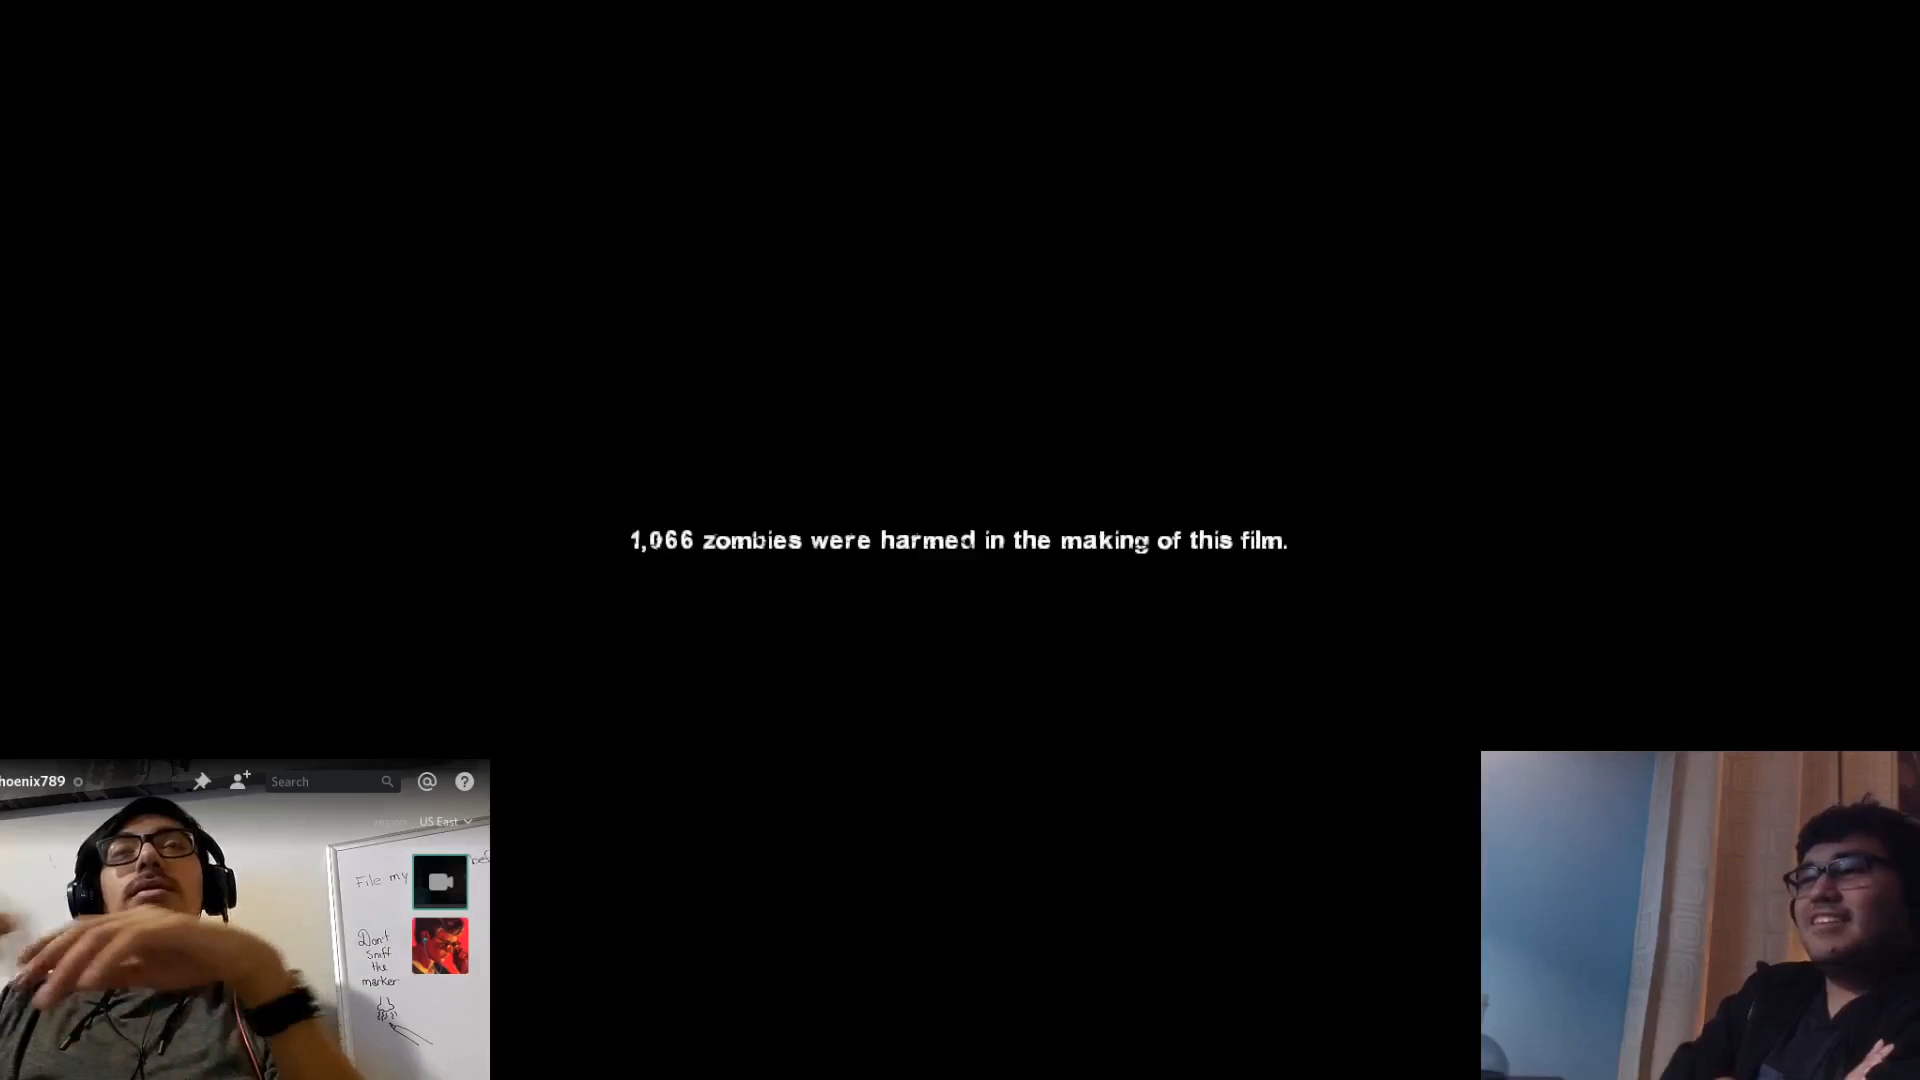 1,066 zombies were harmed in the making of this film.
hoenix789
Search
US East
region
File my
Don't
Sniff
the
marker